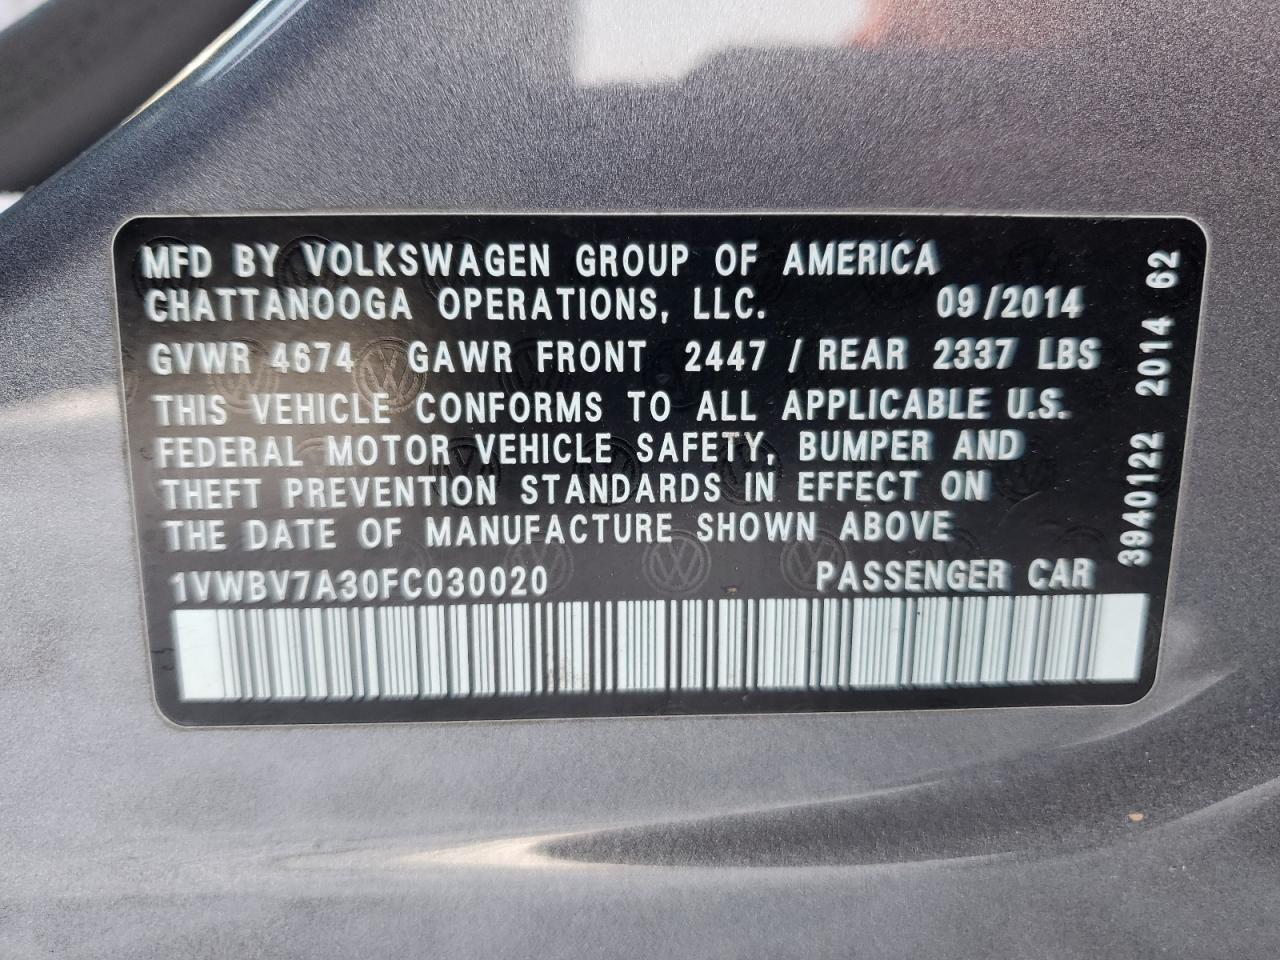 MFD BY VOLKSWAGEN GROUP OF AMERICA
CHATTANOOGA OPERATIONS, LLC. 09/2014
GVWR 4674 GAWR FRONT 2447 / REAR 2337 LBS
THIS VEHICLE CONFORMS TO ALL APPLICABLE U.S.
FEDERAL MOTOR VEHICLE SAFETY, BUMPER AND
THEFT PREVENTION STANDARDS IN EFFECT ON
THE DATE OF MANUFACTURE SHOWN ABOVE
1VWBV7A30FC030020 PASSENGER CAR
3940122 2014 62